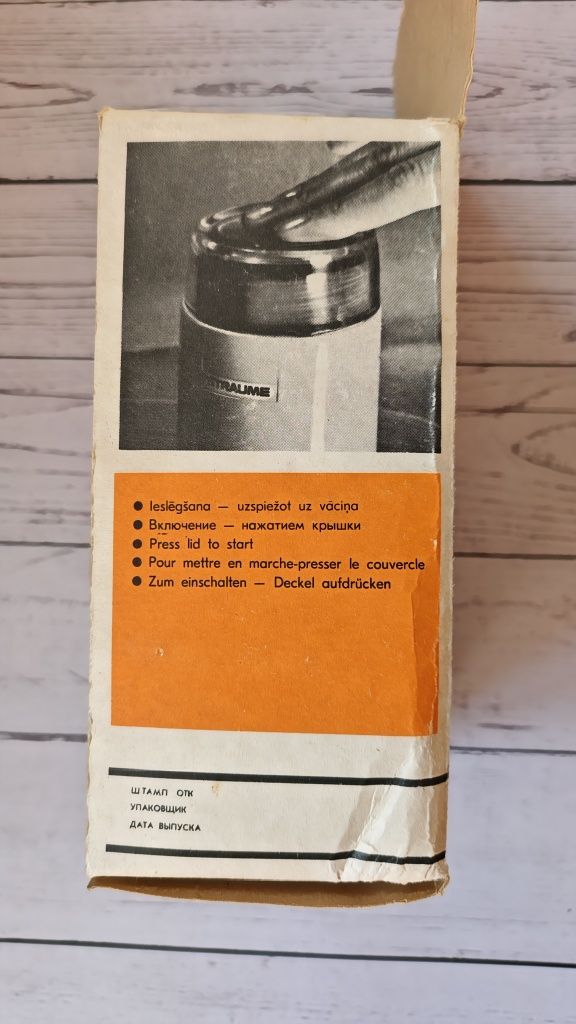 STRAUME
● Ieslēgšana — uzspiežot uz vāciņa
● Включение — нажатием крышки
● Press lid to start
● Pour mettre en marche-presser le couvercle
● Zum einschalten — Deckel aufdrücken
ШТАМП ОТК
УПАКОВЩИК
ДАТА ВЫПУСКА